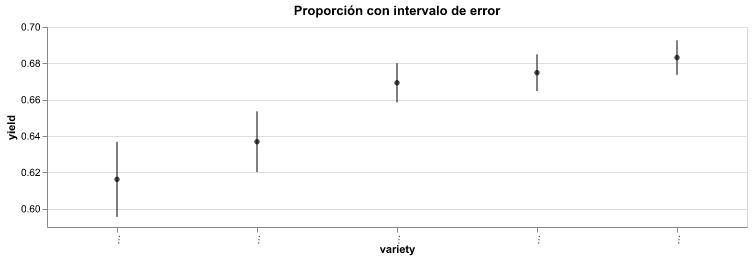 Proporción con intervalo de error
0.70
0.68
0.66
0.64
0.62
0.60
yield
… … … … …
variety